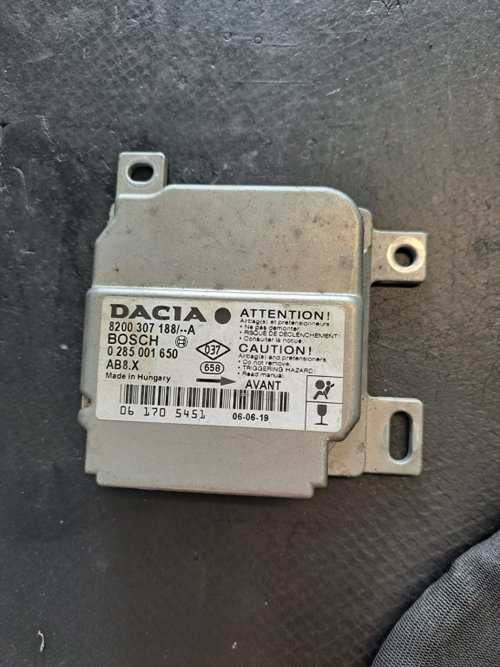 DACIA
8200 307 188/--A
BOSCH
0 285 001 650
AB8.X
Made in Hungary
037
658
ATTENTION!
Airbag(s) et pretensionneurs
• Ne pas demonter.
• RISQUE DE DECLENCHEMENT!
• Consulter la notice.
CAUTION!
Airbag(s) and pretensioners.
• Do not remove.
• TRIGGERING HAZARD!
• Read manual.
AVANT
06 170 5451
06-06-19